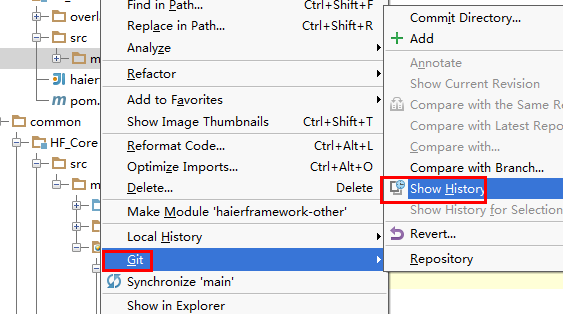 overla
src
m
haier
pom.
common
HF_Core
src
m
Find in Path... Ctrl+Shift+F
Replace in Path... Ctrl+Shift+R
Analyze
Refactor
Add to Favorites
Show Image Thumbnails Ctrl+Shift+T
Reformat Code... Ctrl+Alt+L
Optimize Imports... Ctrl+Alt+O
Delete... Delete
Make Module 'haierframework-other'
Local History
Git
Synchronize 'main'
Show in Explorer
Commit Directory...
Add
Annotate
Show Current Revision
Compare with the Same Re
Compare with Latest Repo
Compare with...
Compare with Branch...
Show History
Show History for Selection
Revert...
Repository